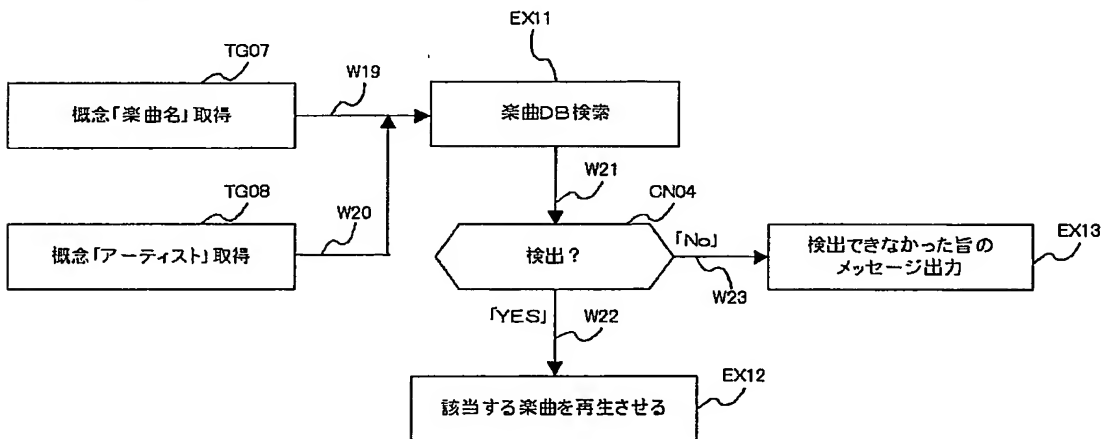 EX11
TG07
W19
概念「楽曲名」取得
楽曲DB検索
W21
TG08
W20
CN04
概念「アーティスト」取得
検出?
「No」
W23
検出できなかった旨の
メッセージ出力
EX13
「YES」
W22
EX12
該当する楽曲を再生させる